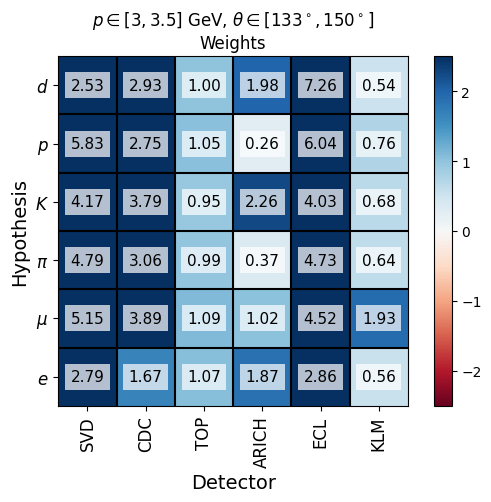 p ∈ [3, 3.5] GeV, θ ∈ [133°, 150°]
Weights
Hypothesis
d 2.53 2.93 1.00 1.98 7.26 0.54
p 5.83 2.75 1.05 0.26 6.04 0.76
K 4.17 3.79 0.95 2.26 4.03 0.68
π 4.79 3.06 0.99 0.37 4.73 0.64
μ 5.15 3.89 1.09 1.02 4.52 1.93
e 2.79 1.67 1.07 1.87 2.86 0.56
SVD CDC TOP ARICH ECL KLM
Detector
2
1
0
−1
−2